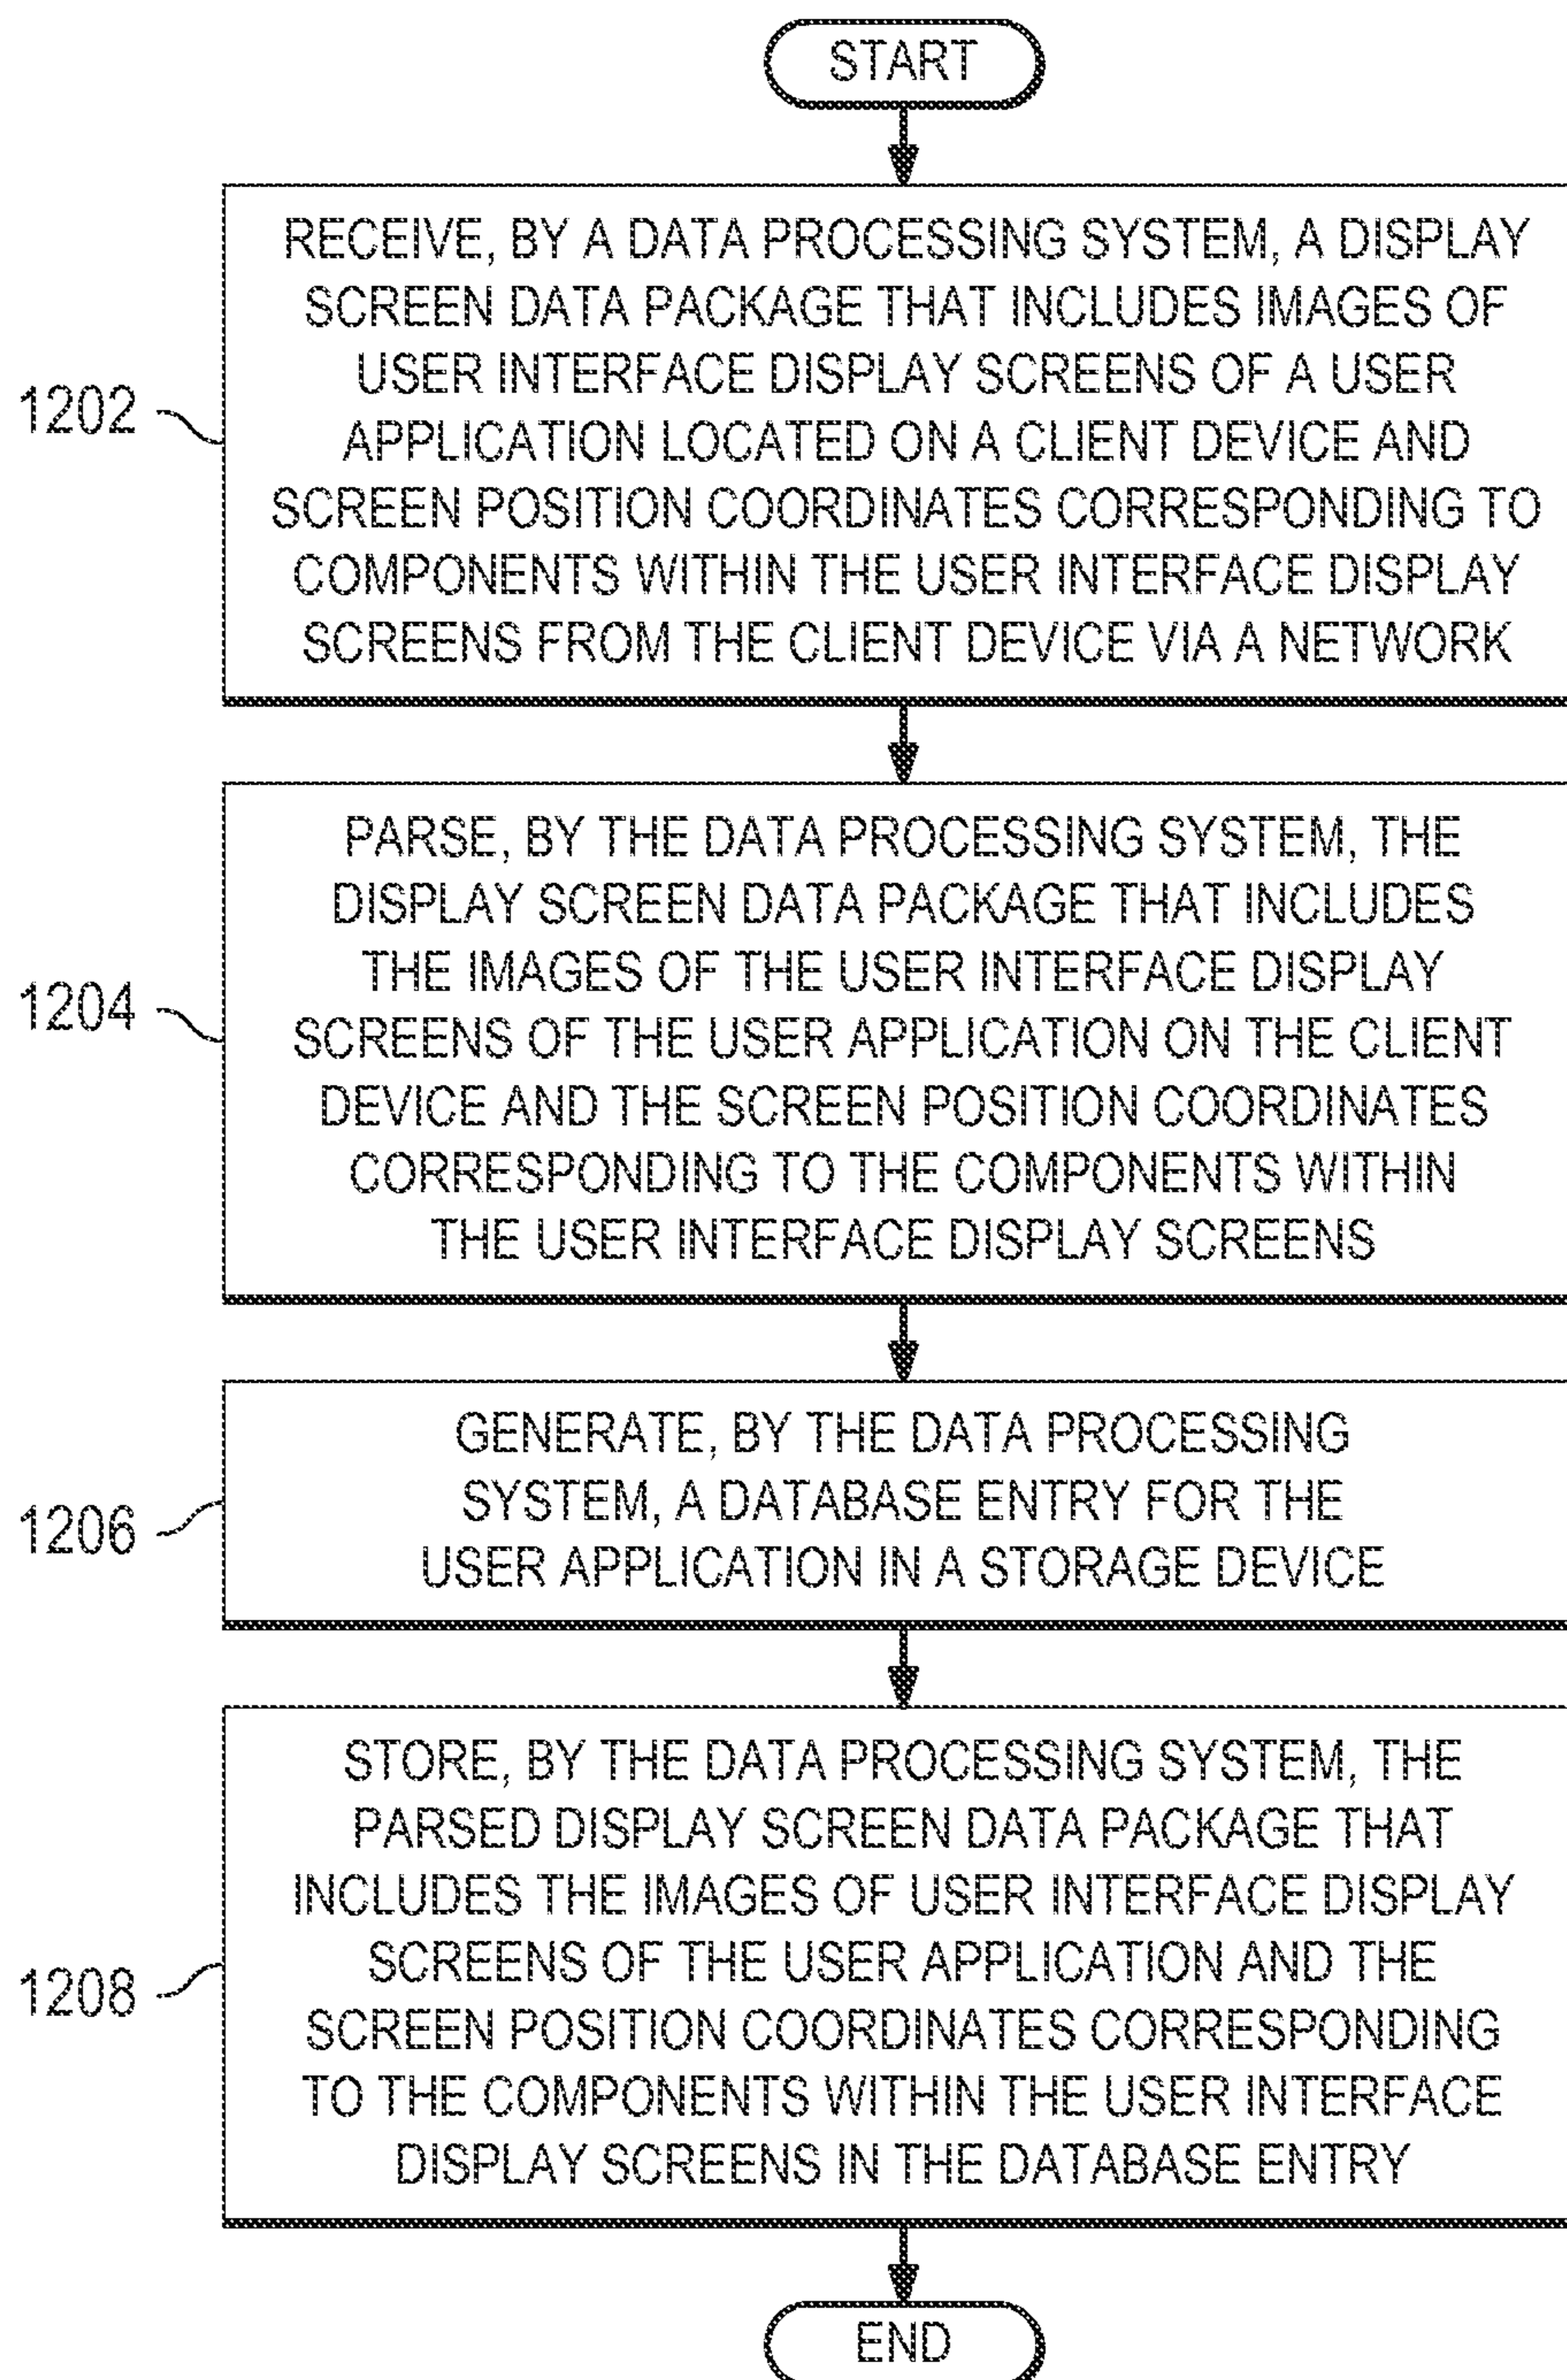 START
RECEIVE, BY A DATA PROCESSING SYSTEM, A DISPLAY
SCREEN DATA PACKAGE THAT INCLUDES IMAGES OF
USER INTERFACE DISPLAY SCREENS OF A USER
APPLICATION LOCATED ON A CLIENT DEVICE AND
SCREEN POSITION COORDINATES CORRESPONDING TO
COMPONENTS WITHIN THE USER INTERFACE DISPLAY
SCREENS FROM THE CLIENT DEVICE VIA A NETWORK
1202
PARSE, BY THE DATA PROCESSING SYSTEM, THE
DISPLAY SCREEN DATA PACKAGE THAT INCLUDES
THE IMAGES OF THE USER INTERFACE DISPLAY
SCREENS OF THE USER APPLICATION ON THE CLIENT
DEVICE AND THE SCREEN POSITION COORDINATES
CORRESPONDING TO THE COMPONENTS WITHIN
THE USER INTERFACE DISPLAY SCREENS
1204
GENERATE, BY THE DATA PROCESSING
SYSTEM, A DATABASE ENTRY FOR THE
USER APPLICATION IN A STORAGE DEVICE
1206
STORE, BY THE DATA PROCESSING SYSTEM, THE
PARSED DISPLAY SCREEN DATA PACKAGE THAT
INCLUDES THE IMAGES OF USER INTERFACE DISPLAY
SCREENS OF THE USER APPLICATION AND THE
SCREEN POSITION COORDINATES CORRESPONDING
TO THE COMPONENTS WITHIN THE USER INTERFACE
DISPLAY SCREENS IN THE DATABASE ENTRY
1208
END